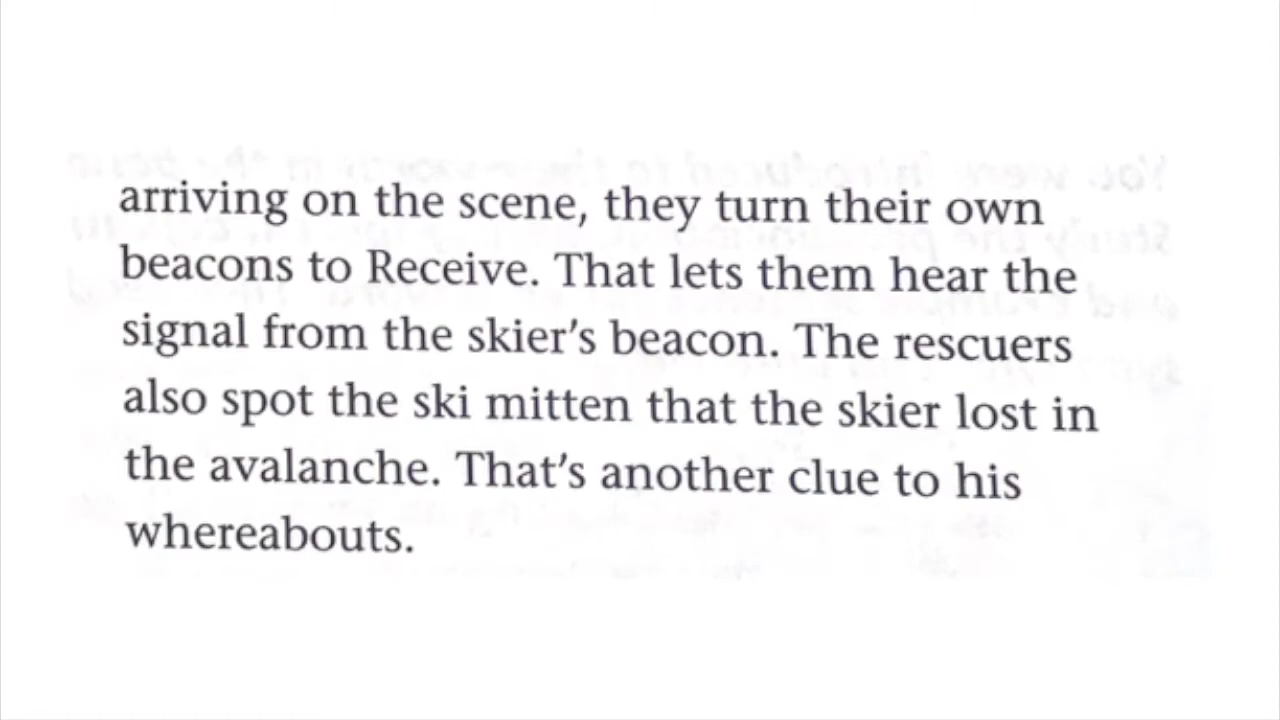 arriving on the scene, they turn their own
beacons to Receive. That lets them hear the
signal from the skier's beacon. The rescuers
also spot the ski mitten that the skier lost in
the avalanche. That's another clue to his
whereabouts.